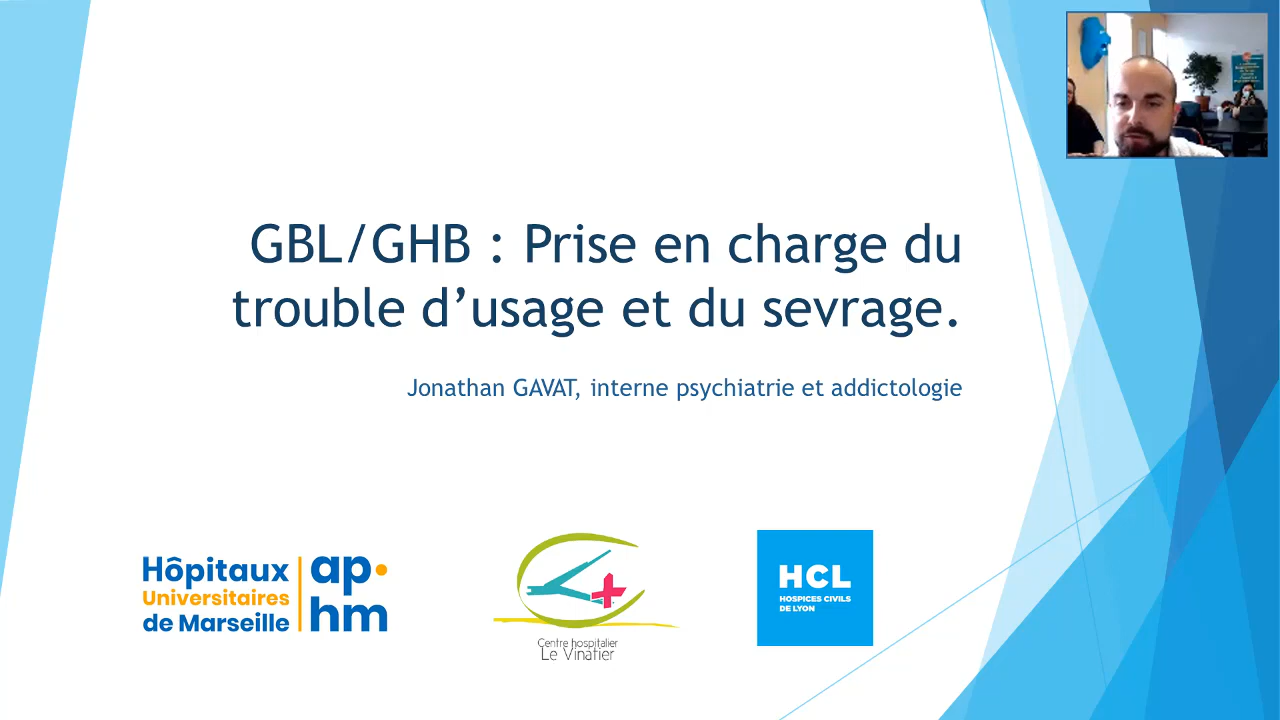 GBL/GHB : Prise en charge du
trouble d’usage et du sevrage.
Jonathan GAVAT, interne psychiatrie et addictologie
Hôpitaux
Universitaires
de Marseille
ap
hm
Centre hospitalier
Le Vinatier
HCL
HOSPICES CIVILS
DE LYON